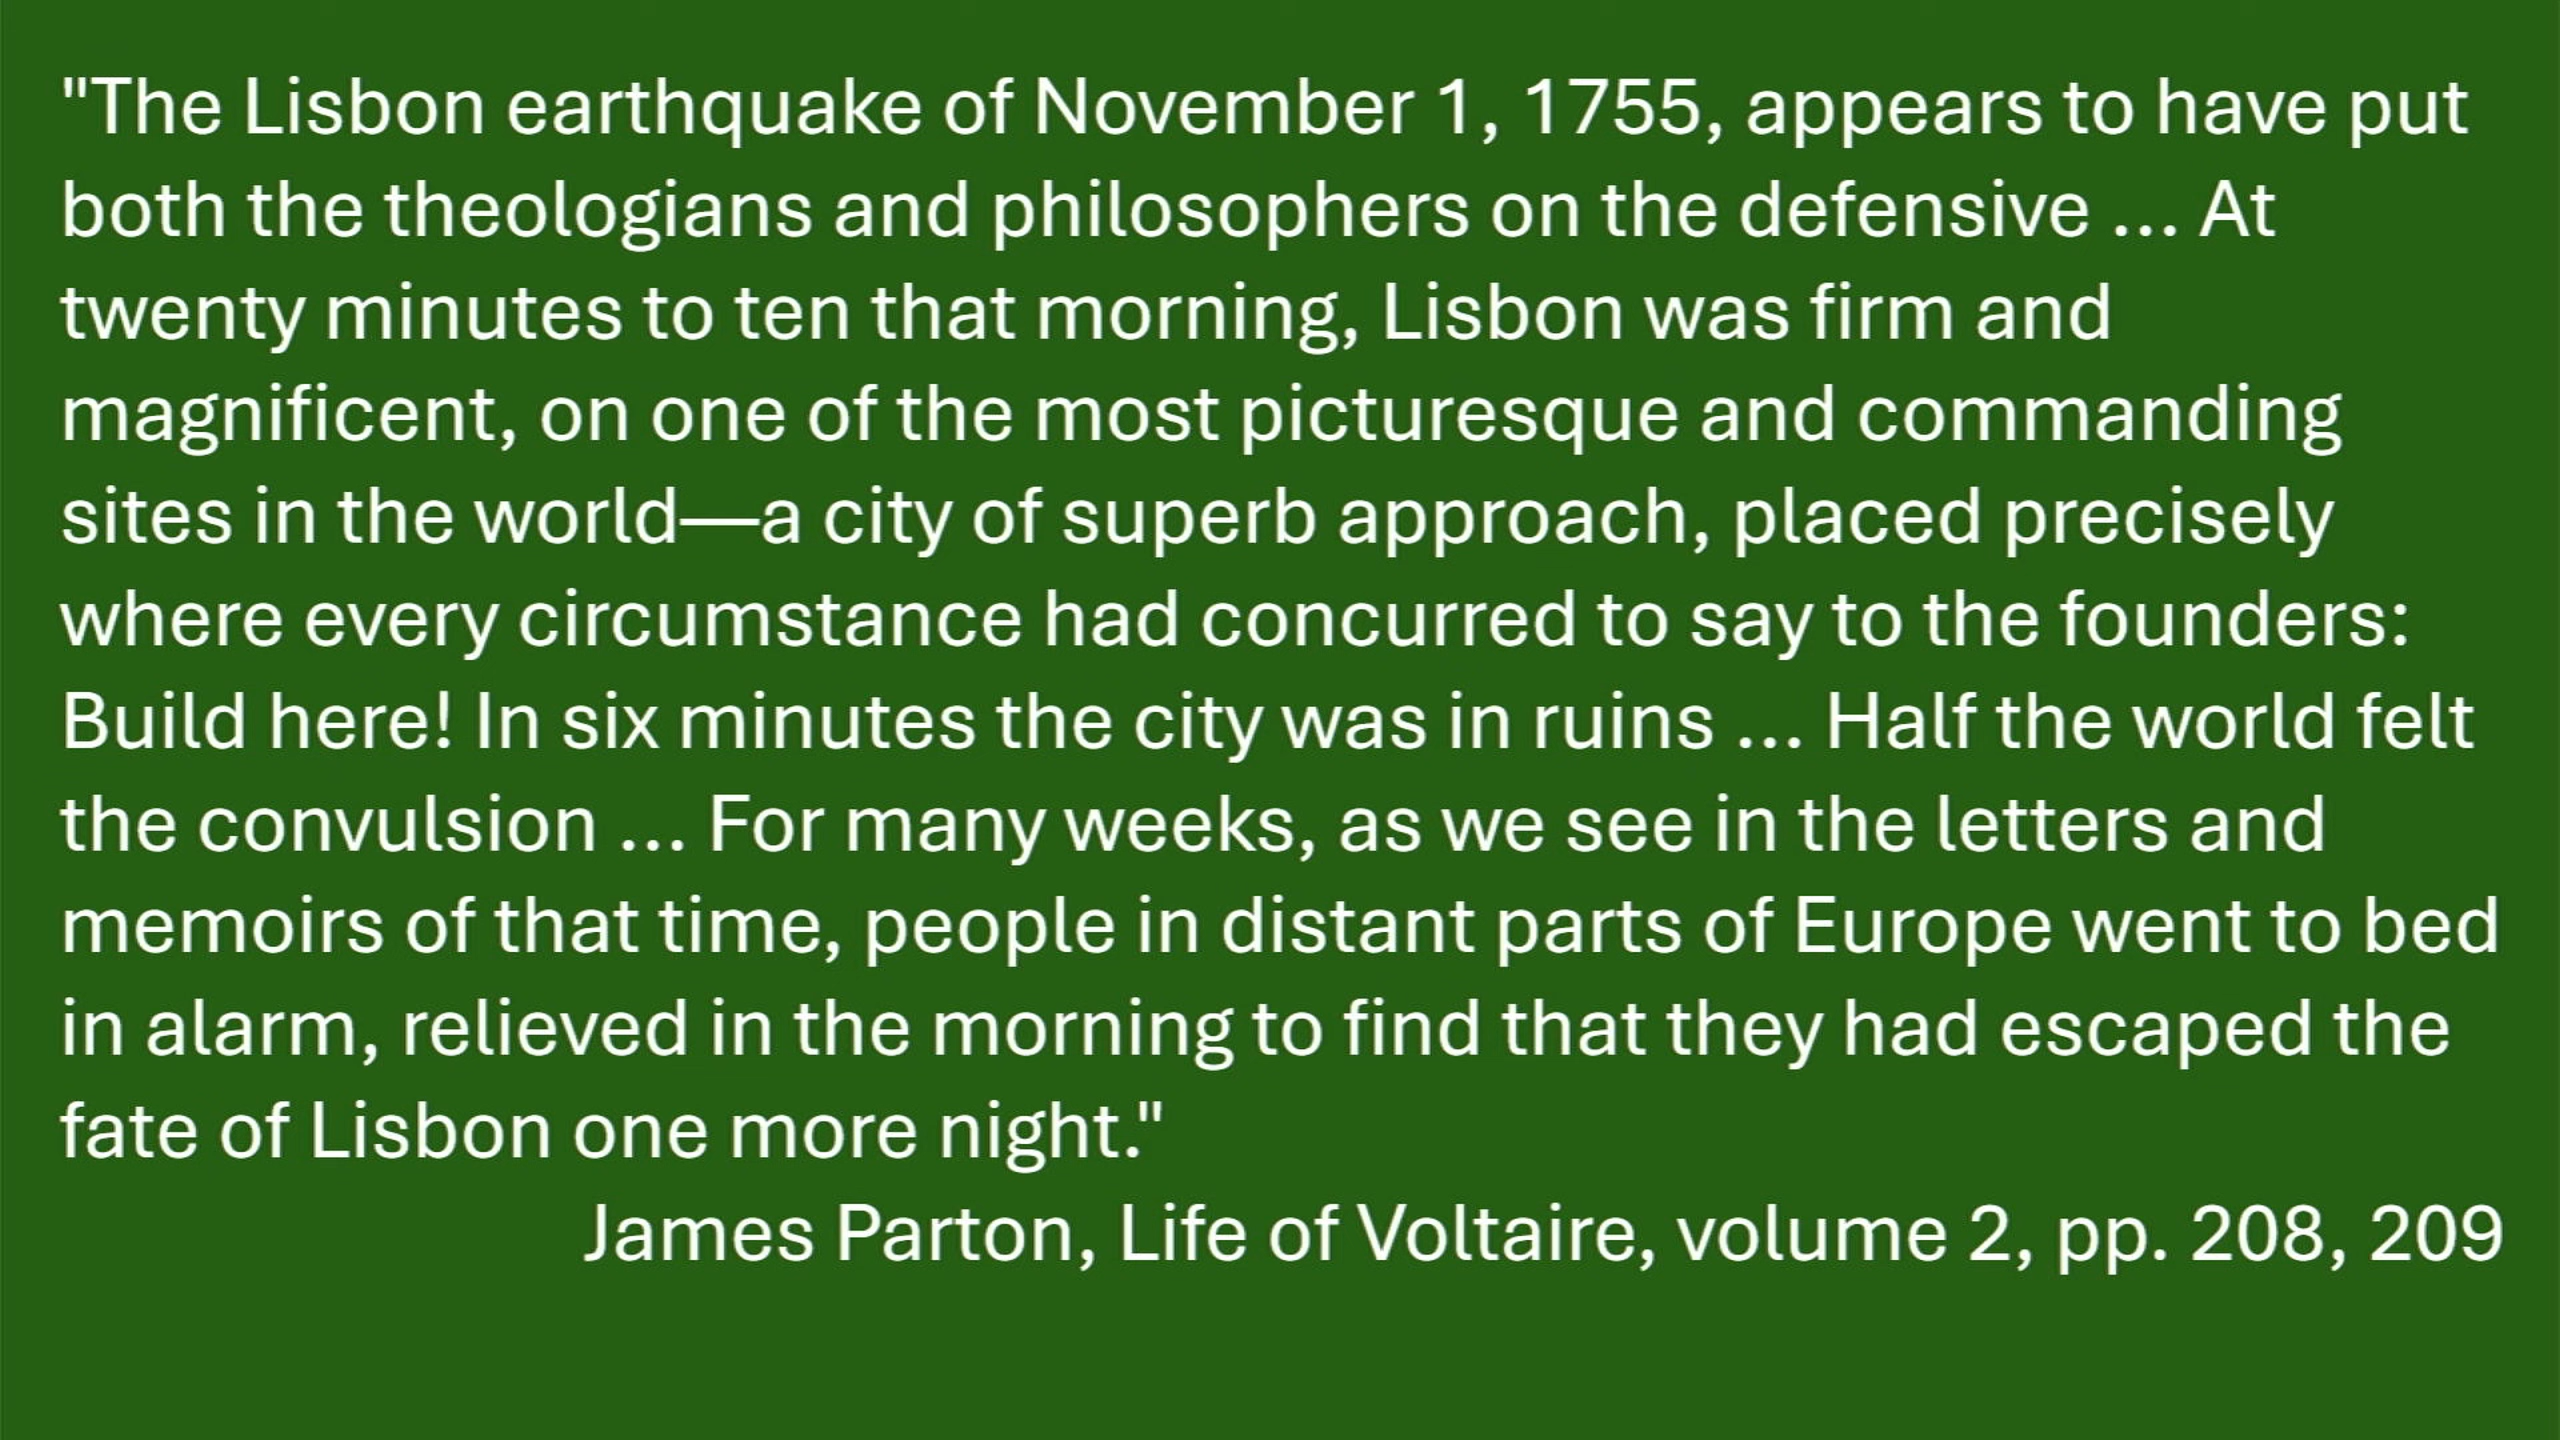 "The Lisbon earthquake of November 1, 1755, appears to have put
both the theologians and philosophers on the defensive ... At
twenty minutes to ten that morning, Lisbon was firm and
magnificent, on one of the most picturesque and commanding
sites in the world—a city of superb approach, placed precisely
where every circumstance had concurred to say to the founders:
Build here! In six minutes the city was in ruins ... Half the world felt
the convulsion ... For many weeks, as we see in the letters and
memoirs of that time, people in distant parts of Europe went to bed
in alarm, relieved in the morning to find that they had escaped the
fate of Lisbon one more night."
James Parton, Life of Voltaire, volume 2, pp. 208, 209